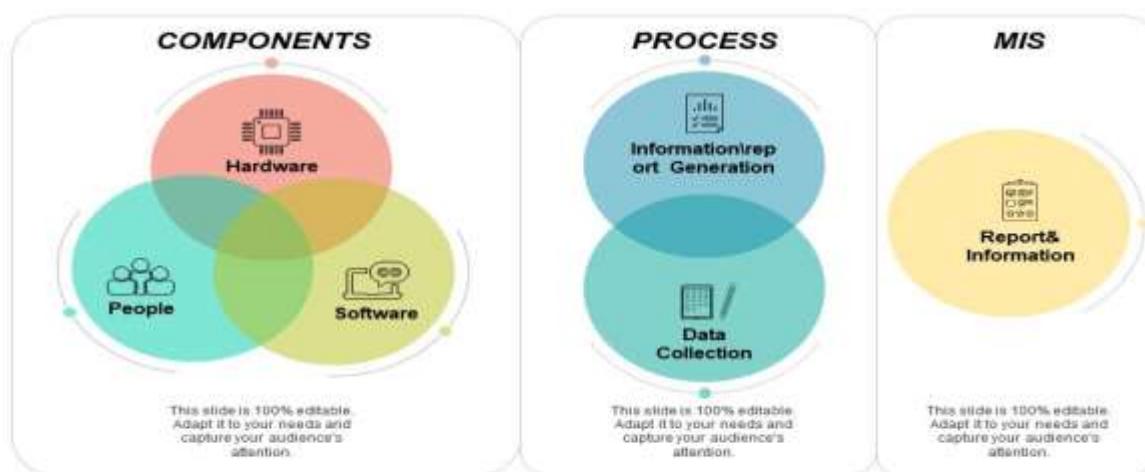 COMPONENTS
Hardware
People
Software
This slide is 100% editable.
Adapt it to your needs and
capture your audience's
attention.
PROCESS
Information\rep
ort Generation
Data
Collection
This slide is 100% editable.
Adapt it to your needs and
capture your audience's
attention.
MIS
Report&
Information
This slide is 100% editable.
Adapt it to your needs and
capture your audience's
attention.